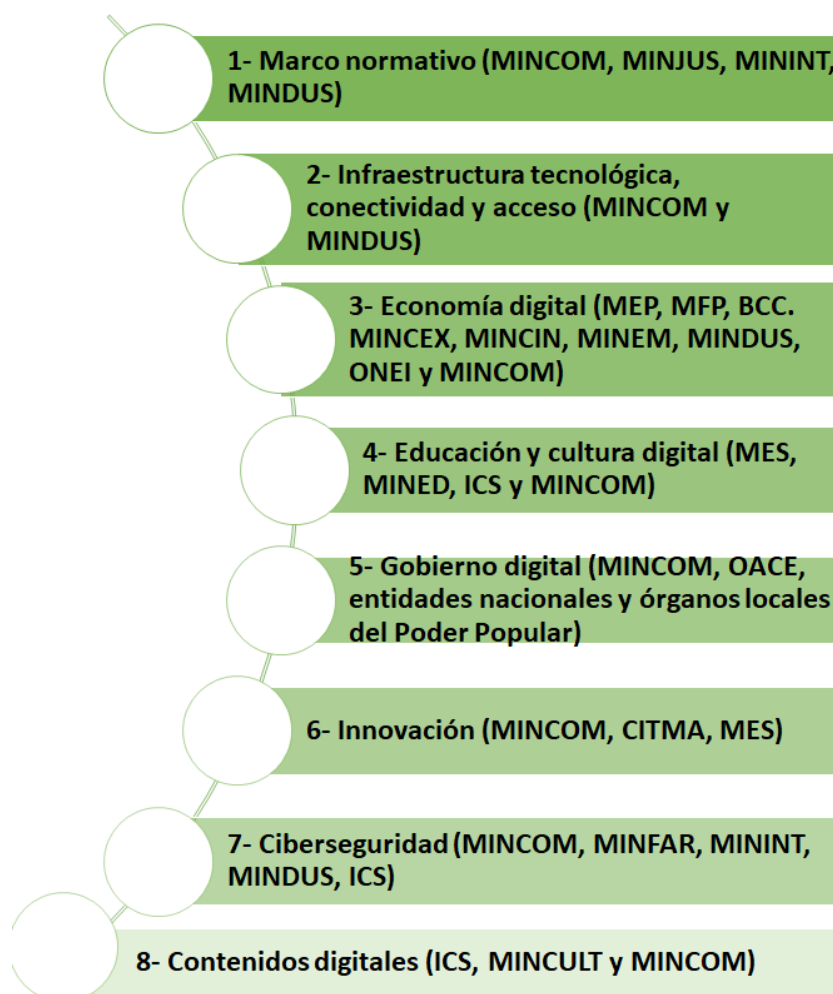 1- Marco normativo (MINCOM, MINJUS, MININT,
MINDUS)
2- Infraestructura tecnológica,
conectividad y acceso (MINCOM y
MINDUS)
3- Economía digital (MEP, MFP, BCC.
MINCEX, MINCIN, MINEM, MINDUS,
ONEI y MINCOM)
4- Educación y cultura digital (MES,
MINED, ICS y MINCOM)
5- Gobierno digital (MINCOM, OACE,
entidades nacionales y órganos locales
del Poder Popular)
6- Innovación (MINCOM, CITMA, MES)
7- Ciberseguridad (MINCOM, MINFAR, MININT,
MINDUS, ICS)
8- Contenidos digitales (ICS, MINCULT y MINCOM)